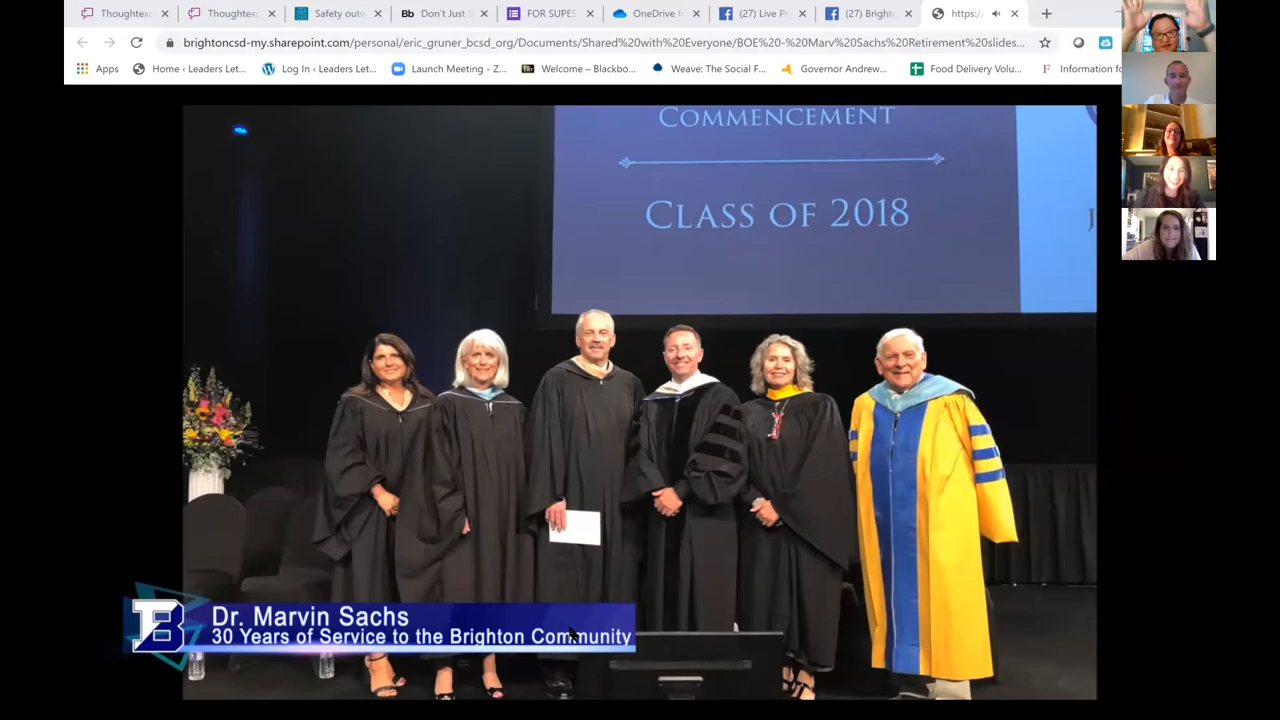 Thoughtexc
Thoughtexc
Safety outv
Bb Don't Just S
FOR SUPES
OneDrive f
(27) Live Pr
(27) Bright
https:/
brightoncsd-my.sharepoint.com/personal/
Documents/Shared%20with%20Everyone/BOE%20-%20Marv%20Sachs%20Retirement%20slides...
Apps
Home ‹ Leaders Let...
Log In ‹ Leaders Let...
Launch Meeting - Z...
Welcome – Blackbo...
Weave: The Social F...
Governor Andrew...
Food Delivery Volu...
Information fo
COMMENCEMENT
CLASS OF 2018
B
Dr. Marvin Sachs
30 Years of Service to the Brighton Community